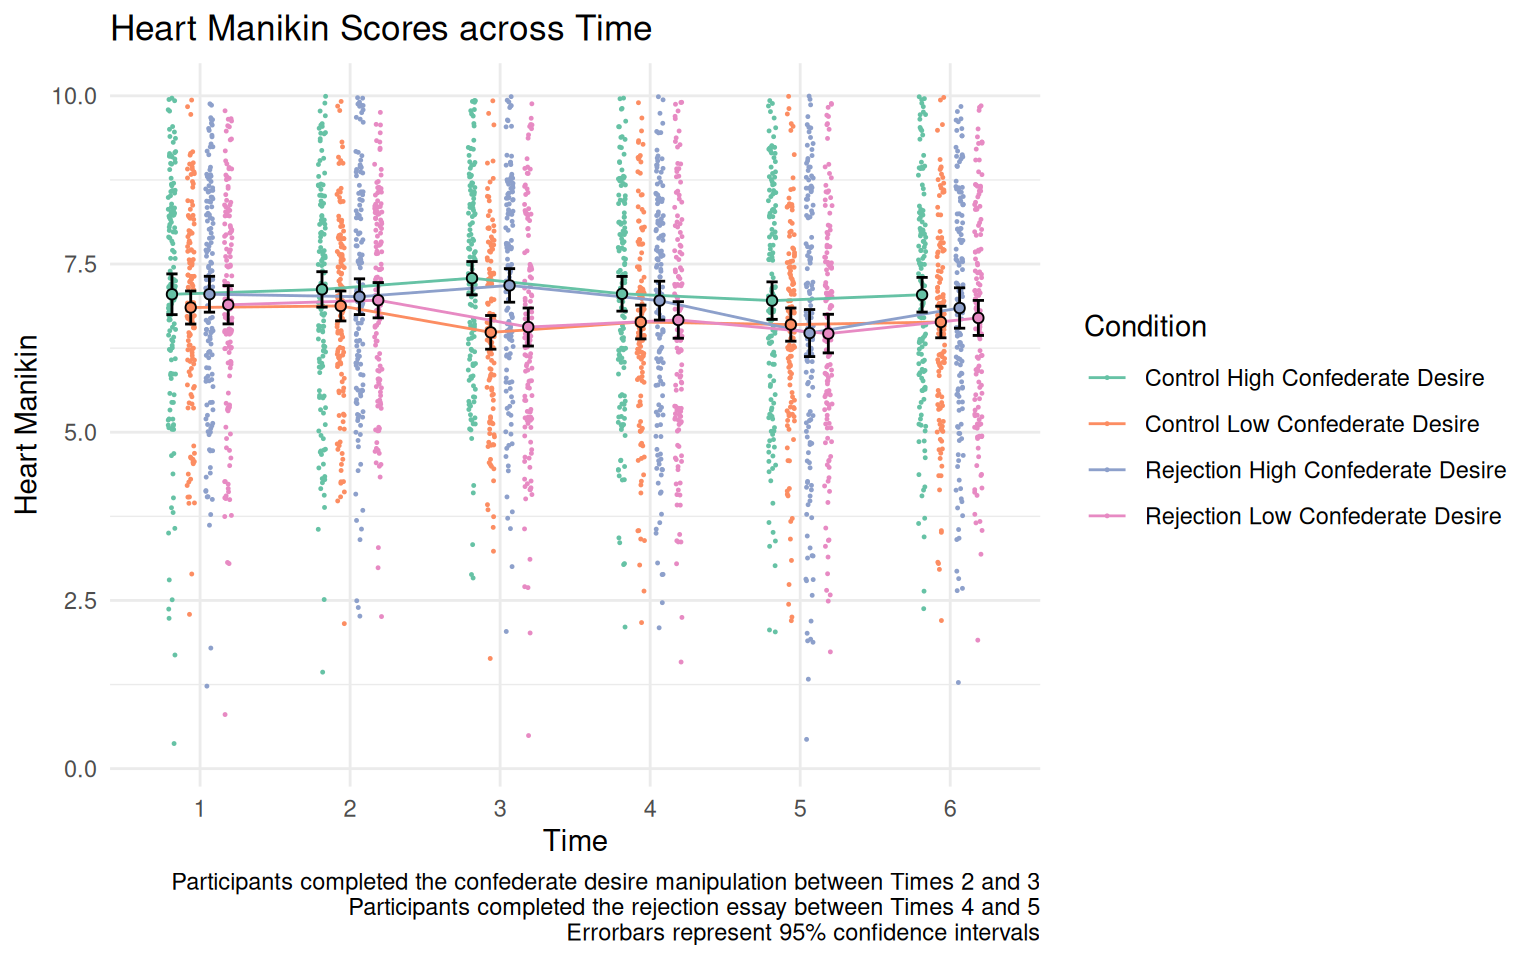 Heart Manikin Scores across Time
Heart Manikin
10.0
7.5
5.0
2.5
0.0
1 2 3 4 5 6
Time
Condition
Control High Confederate Desire
Control Low Confederate Desire
Rejection High Confederate Desire
Rejection Low Confederate Desire
Participants completed the confederate desire manipulation between Times 2 and 3
Participants completed the rejection essay between Times 4 and 5
Errorbars represent 95% confidence intervals